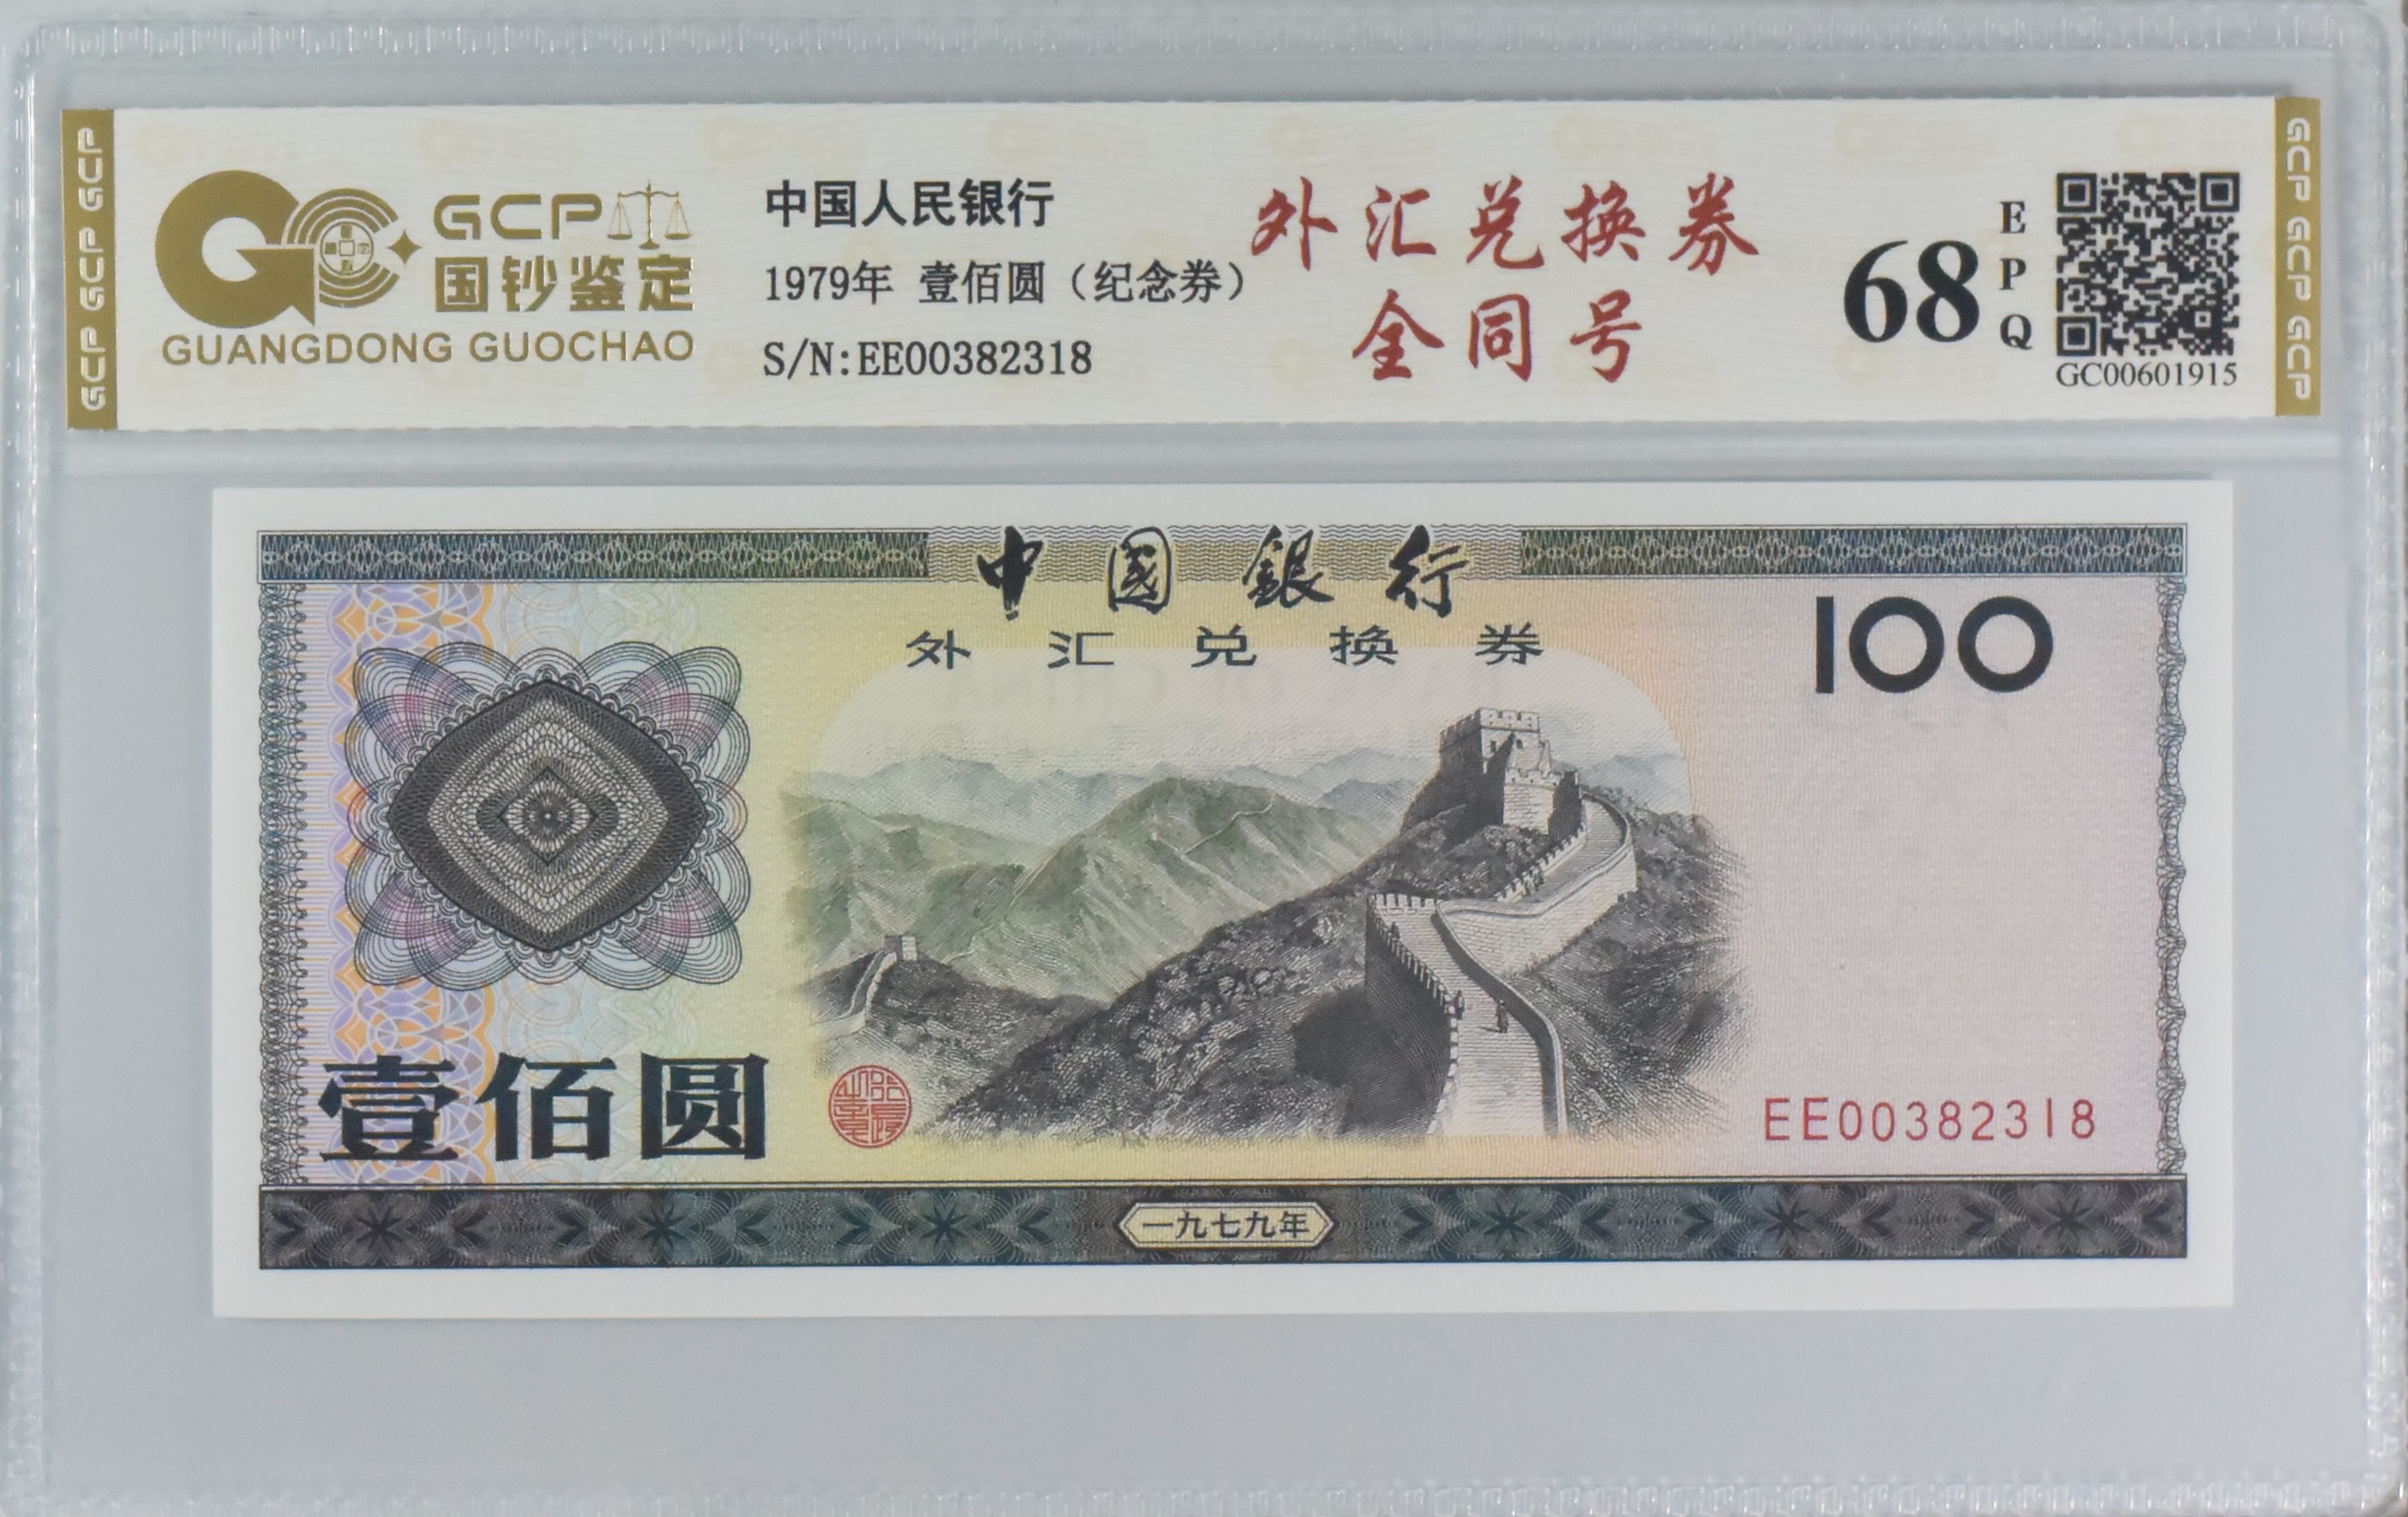 GCP
国钞鉴定
GUANGDONG GUOCHAO
中国人民银行
1979年 壹佰圆（纪念券）
S/N:EE00382318
外汇兑换券
全同号
68
EPQ
GC00601915
GCP GCP GCP
GCP GCP GCP
中國銀行
外汇兑换券
100
壹佰圆
EE00382318
一九七九年